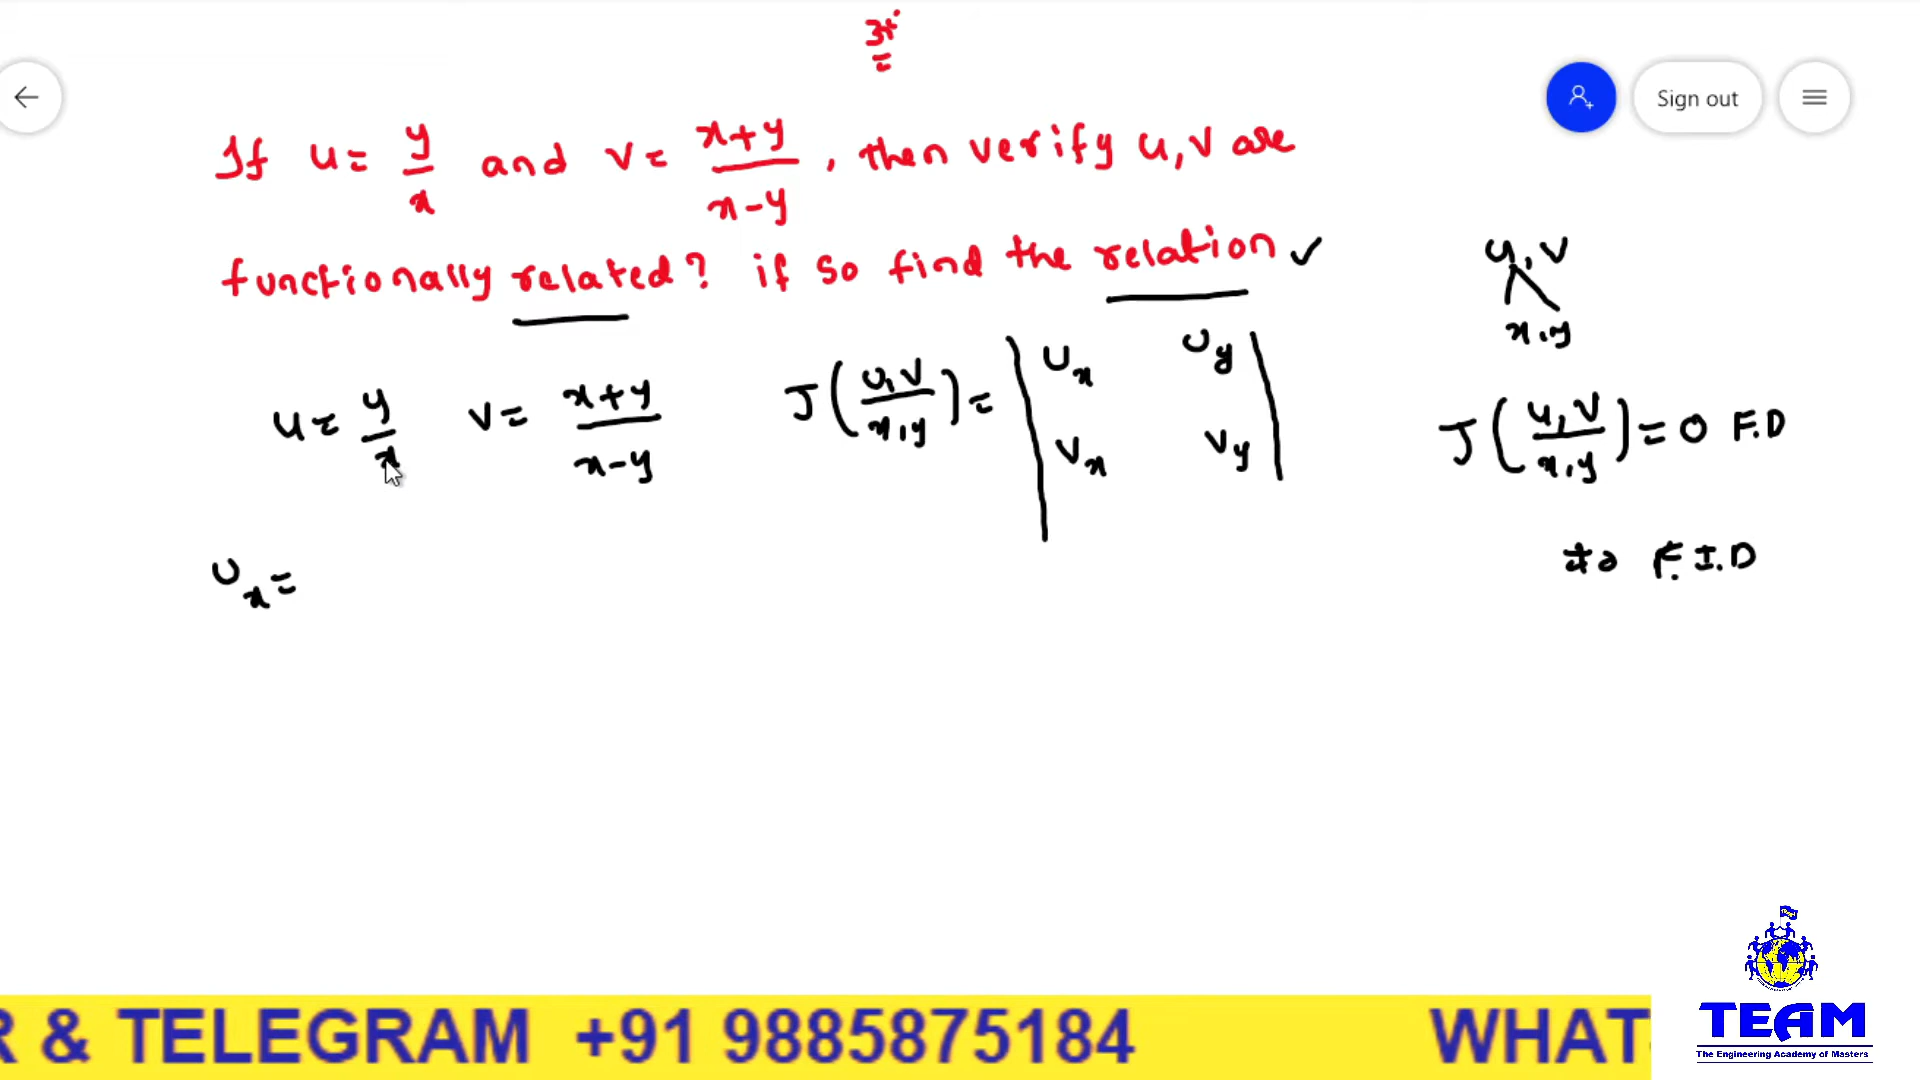 3+i
=
Sign out
If u = y/x and v = x+y/x-y, then verify u,v are
functionally related? if so find the relation ✓
u, v
x,y
u = y/x v = x+y/x-y J(u,v/x,y) = | Ux Uy
Vx Vy |
J(u,v/x,y) = 0 F.D
≠0 F.I.D
Ux =
R & TELEGRAM +91 9885875184 WHAT
TEAM
The Engineering Academy of Masters